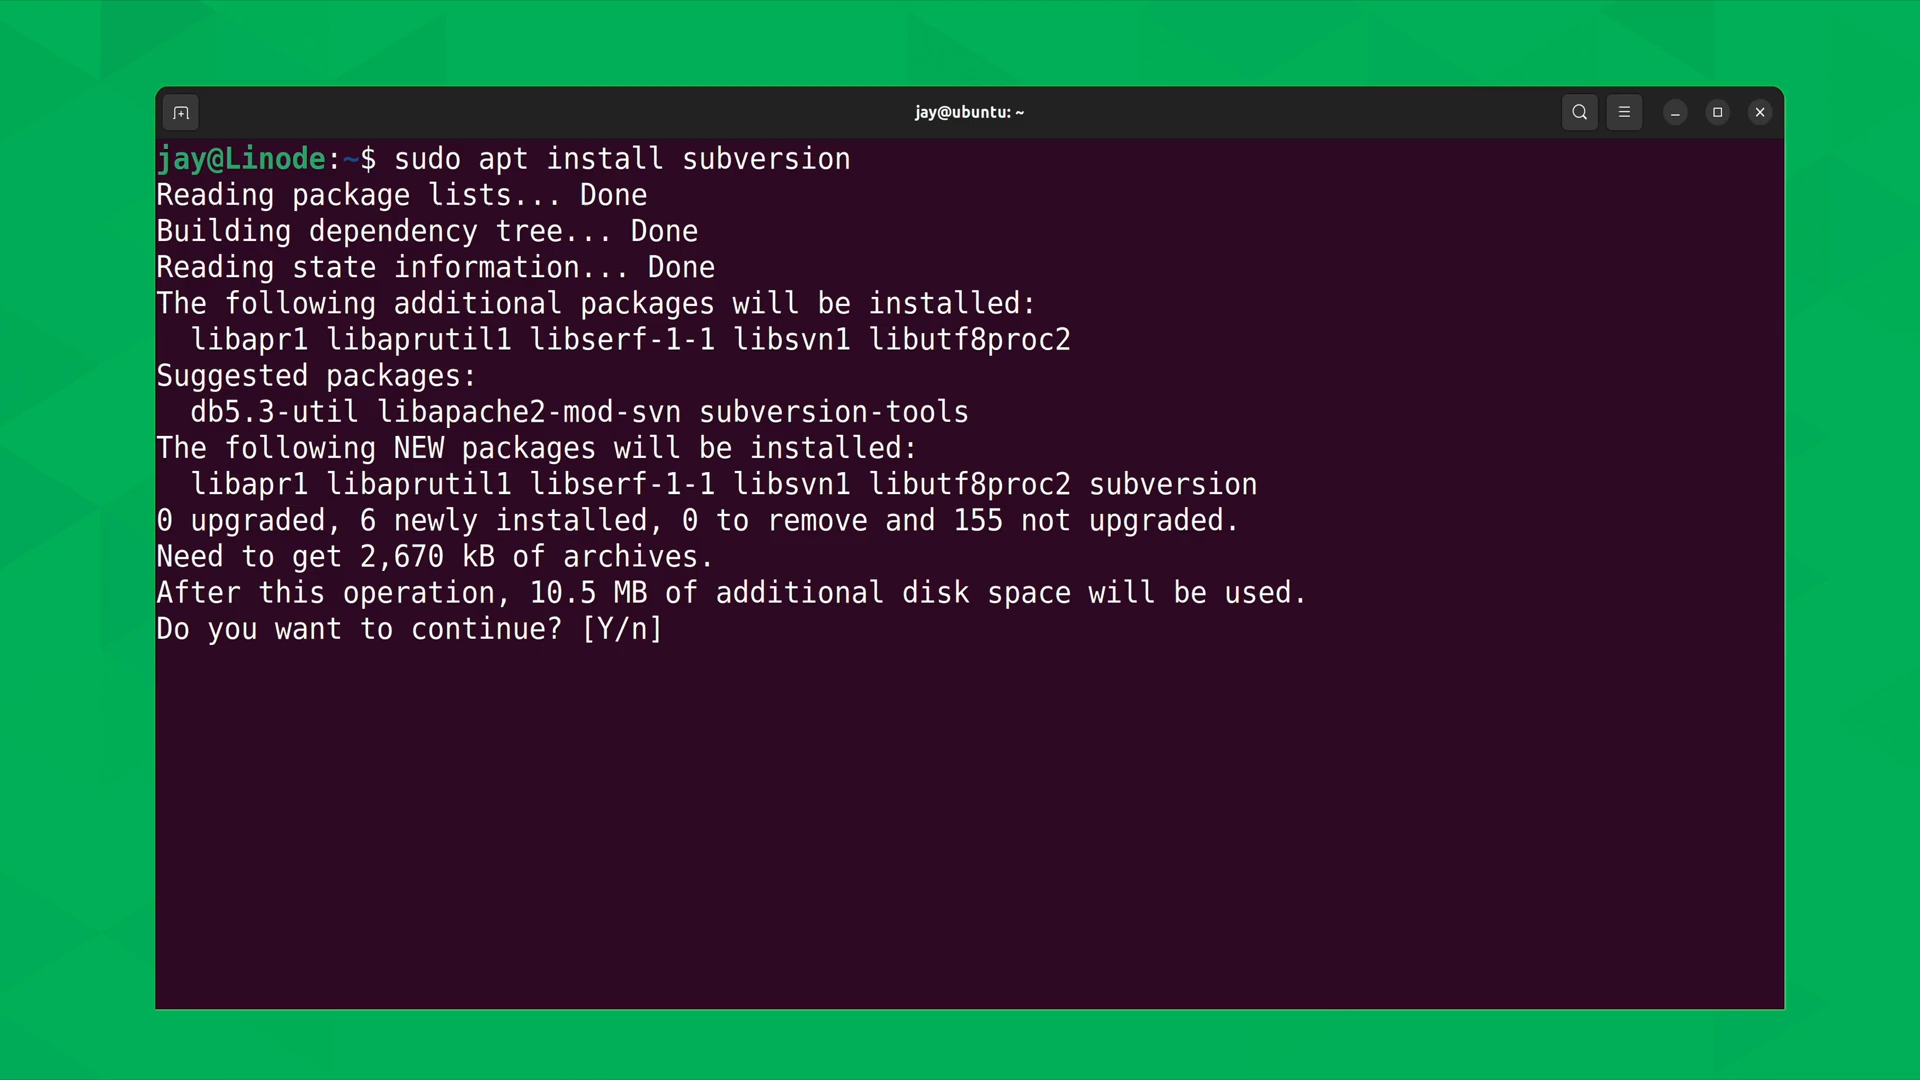 jay@ubuntu: ~
jay@Linode:~$ sudo apt install subversion
Reading package lists... Done
Building dependency tree... Done
Reading state information... Done
The following additional packages will be installed:
  libapr1 libaprutil1 libserf-1-1 libsvn1 libutf8proc2
Suggested packages:
  db5.3-util libapache2-mod-svn subversion-tools
The following NEW packages will be installed:
  libapr1 libaprutil1 libserf-1-1 libsvn1 libutf8proc2 subversion
0 upgraded, 6 newly installed, 0 to remove and 155 not upgraded.
Need to get 2,670 kB of archives.
After this operation, 10.5 MB of additional disk space will be used.
Do you want to continue? [Y/n]